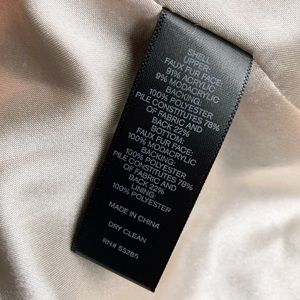 SHELL
UPPER:
FAUX FUR FACE:
91% ACRYLIC
9% MODACRYLIC
BACKING:
100% POLYESTER
PILE CONSTITUTES 78%
OF FABRIC AND
BACK 22%
BOTTOM:
FAUX FUR FACE:
100% MODACRYLIC
BACKING:
100% POLYESTER
PILE CONSTITUTES 78%
OF FABRIC AND
BACK 22%
LINING:
100% POLYESTER
MADE IN CHINA
DRY CLEAN
RN# 55285